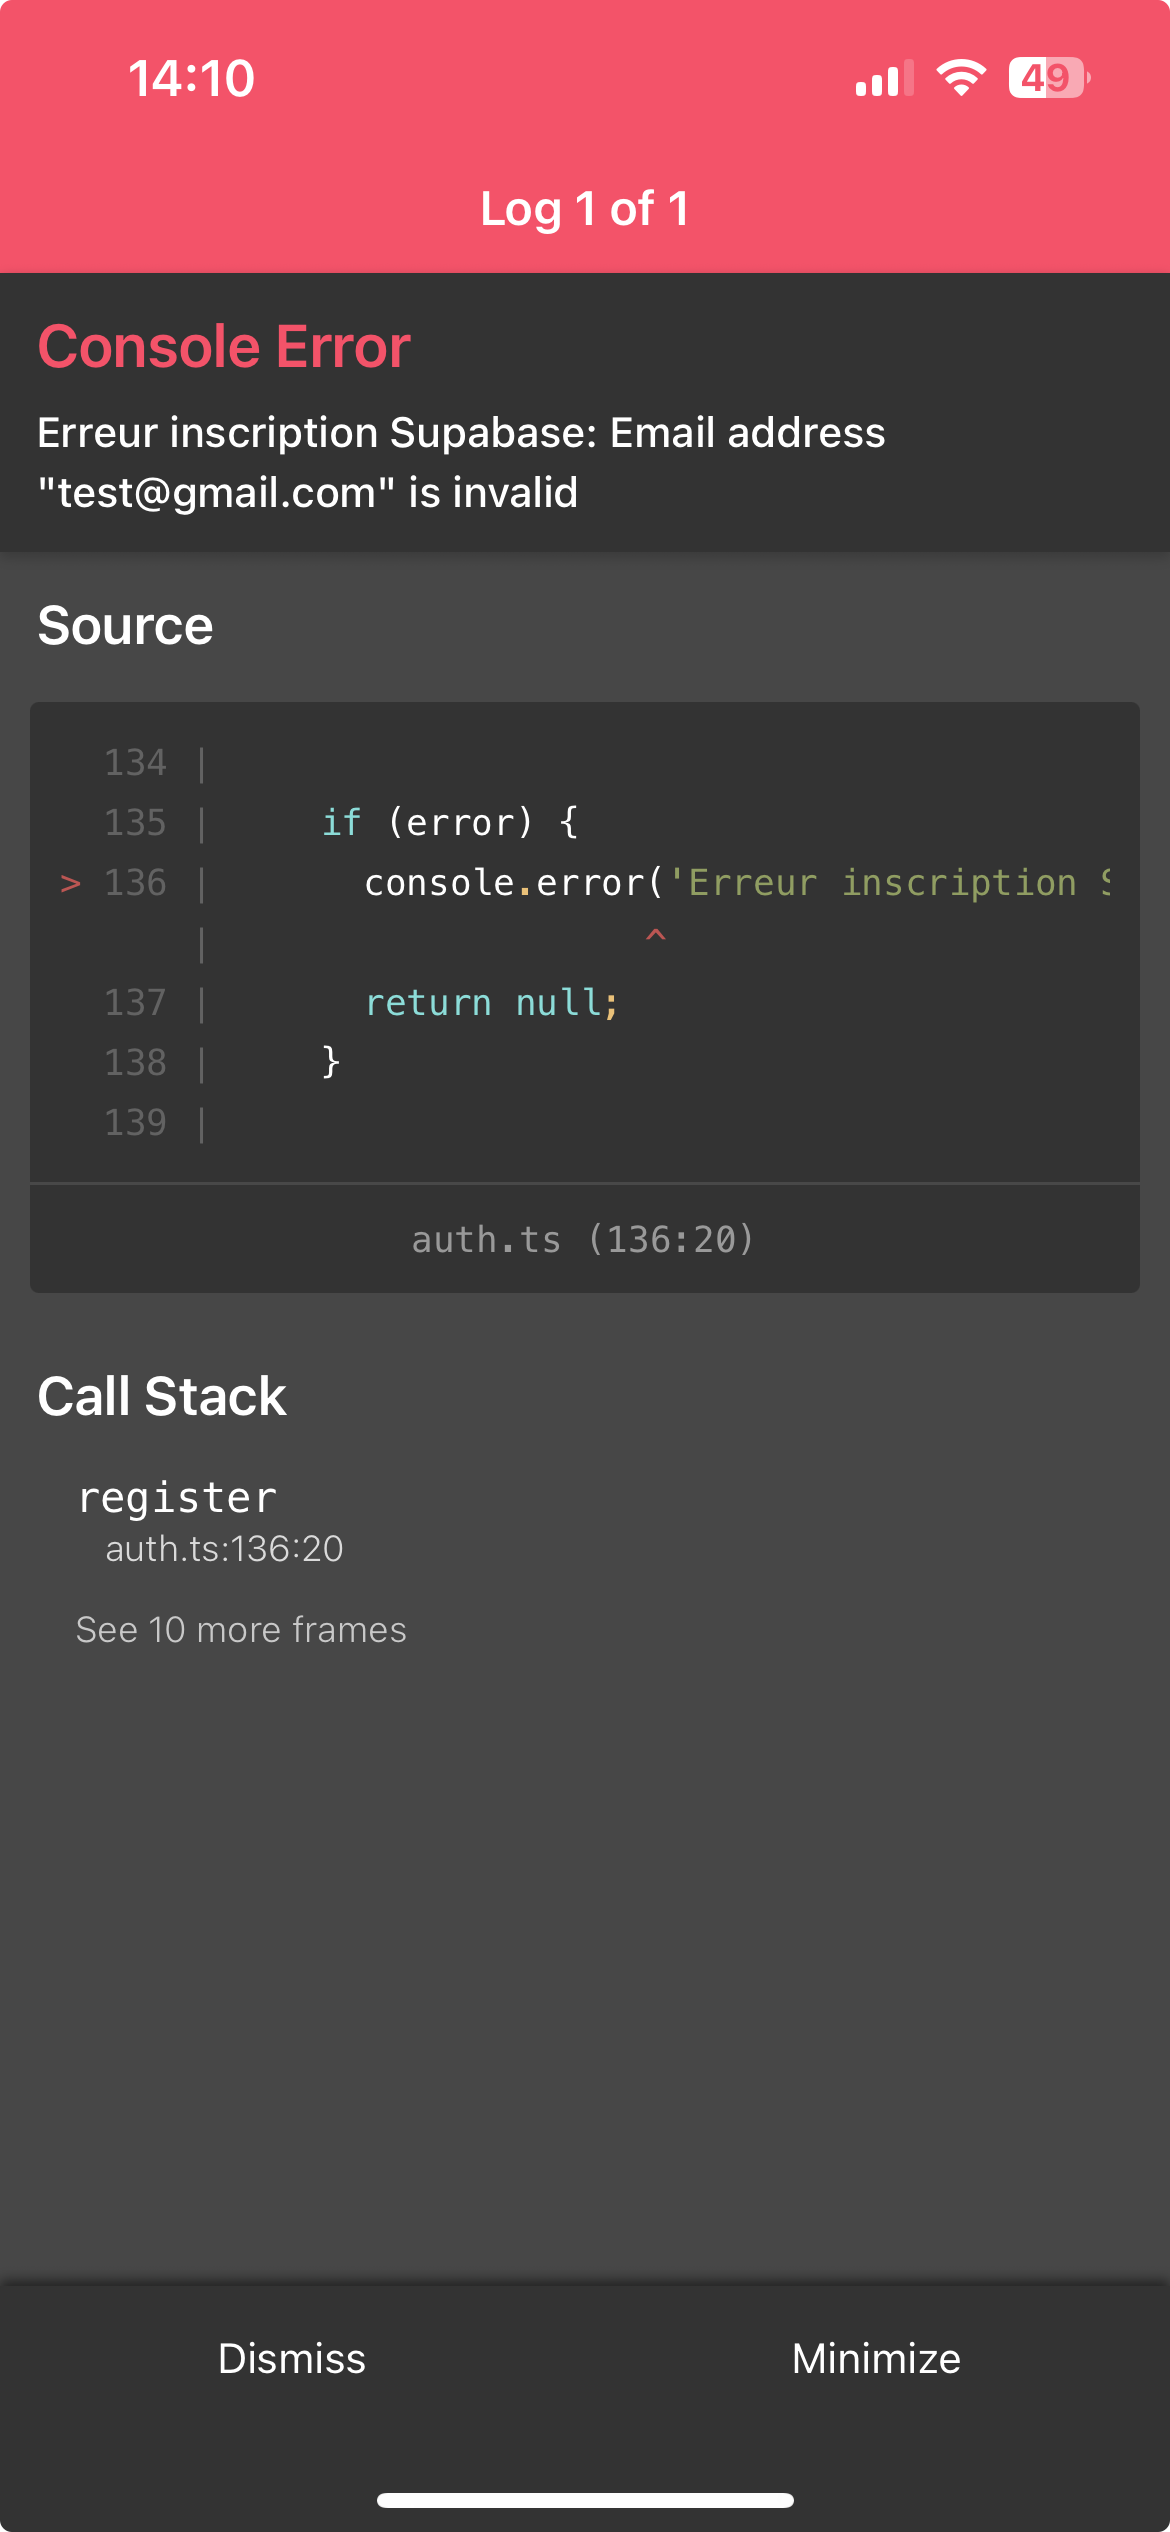 14:10
49
Log 1 of 1
Console Error
Erreur inscription Supabase: Email address
"test@gmail.com" is invalid
Source
134 |
135 | if (error) {
> 136 | console.error('Erreur inscription S
| ^
137 | return null;
138 | }
139 |
auth.ts (136:20)
Call Stack
register
auth.ts:136:20
See 10 more frames
Dismiss
Minimize